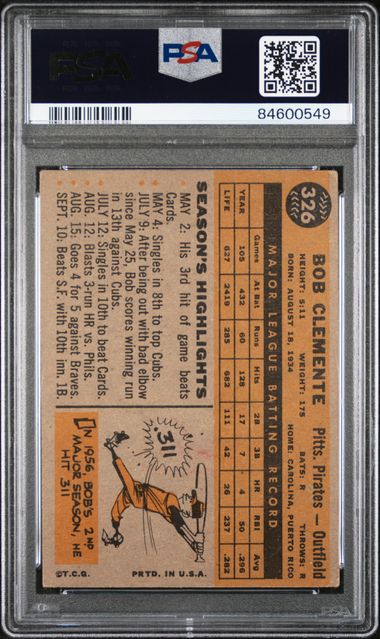 PSA
PSA
84600549
326
BOB CLEMENTE
Pitts. Pirates — Outfield
HEIGHT: 5:11 WEIGHT: 175 BATS: R THROWS: R
BORN: AUGUST 18, 1934 HOME: CAROLINA, PUERTO RICO
MAJOR LEAGUE BATTING RECORD
Games At Bat Runs Hits 2B 3B HR RBI Avg
YEAR 105 432 60 128 17 7 4 50 .296
LIFE 627 2419 285 682 111 42 26 237 .282
SEASON'S HIGHLIGHTS
MAY 2: His 3rd hit of game beats
Cards.
MAY 4: Singles in 8th to top Cubs.
JULY 9: After being out with bad elbow
since May 25, Bob scores winning run
in 13th against Cubs.
JULY 12: Singles in 10th to beat Cards.
AUG. 12: Blasts 3-run HR vs. Phils.
AUG. 15: Goes 4 for 5 against Braves.
SEPT. 10: Beats S.F. with 10th inn. 1B.
.311
IN 1956, BOB'S 2ND
MAJOR SEASON, HE
HIT .311
©T.C.G. PRTD. IN U.S.A.